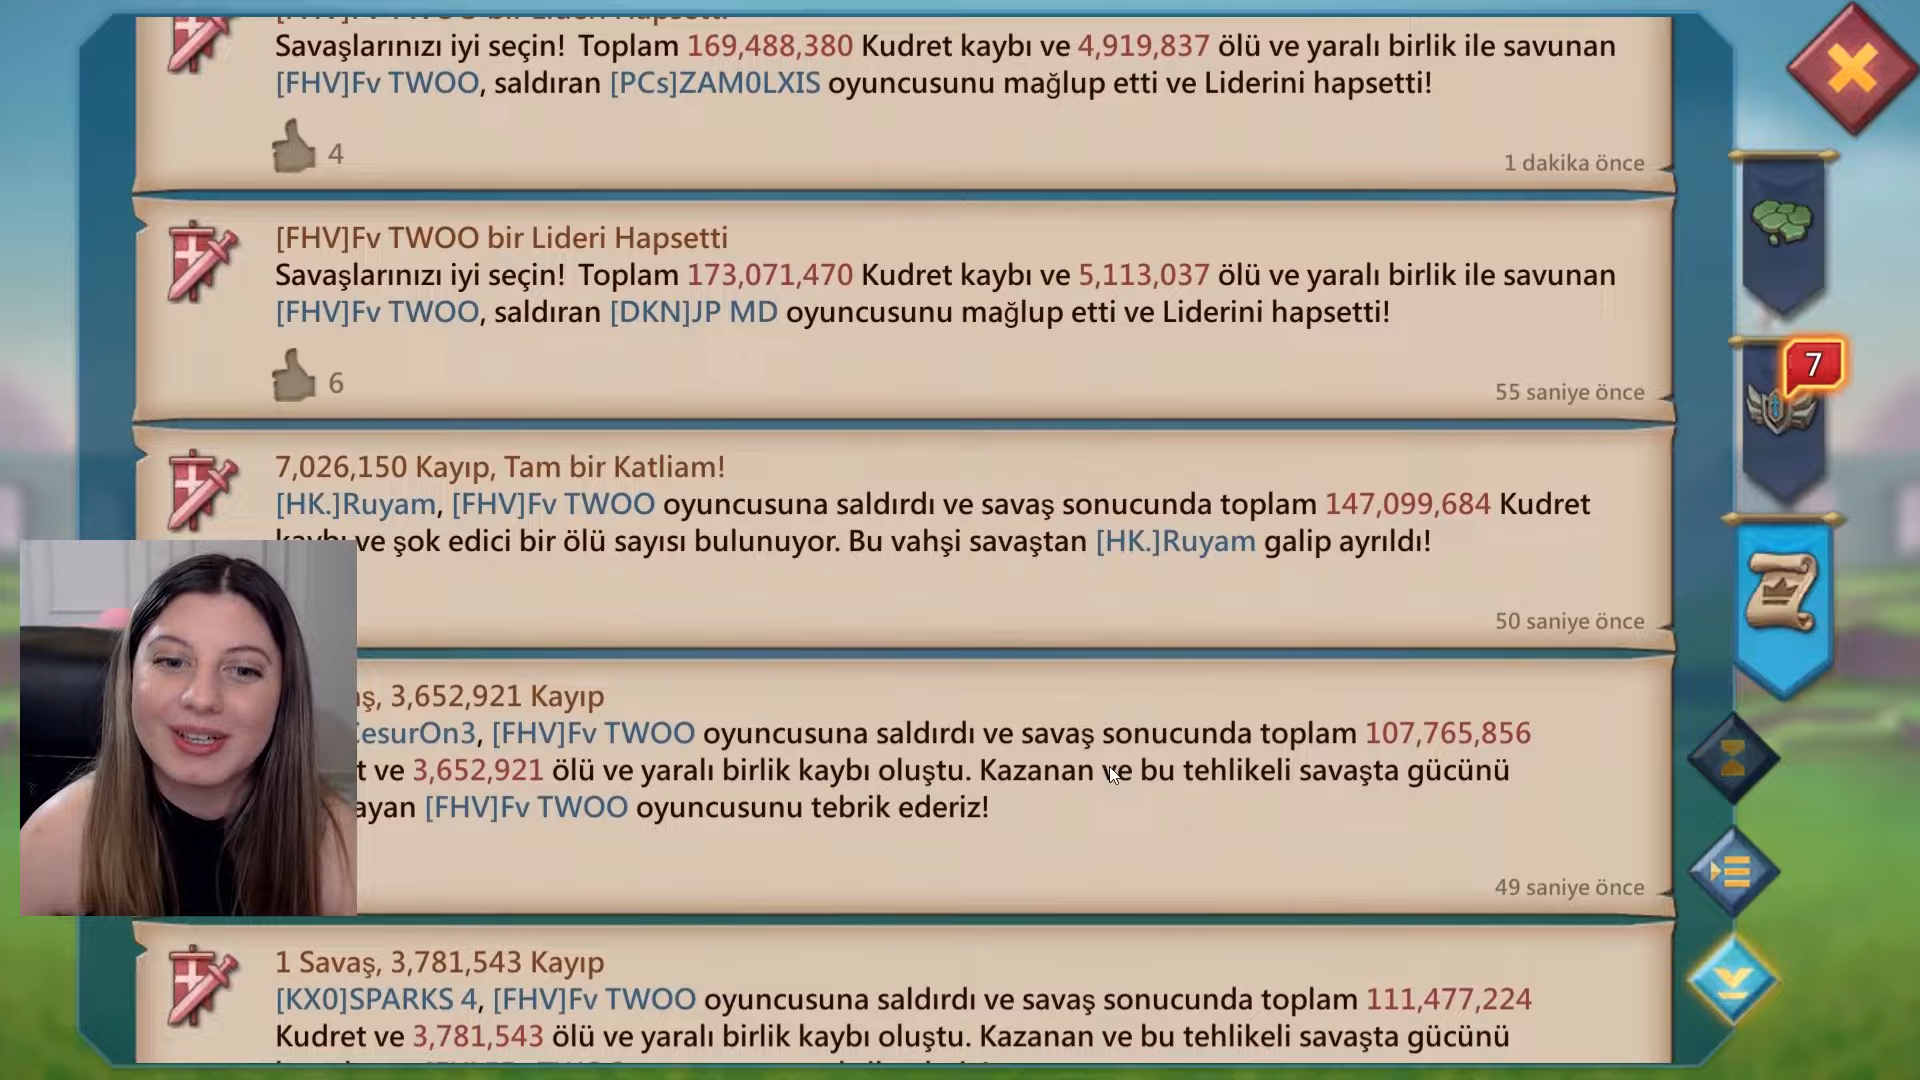 Savaşlarınızı iyi seçin! Toplam 169,488,380 Kudret kaybı ve 4,919,837 ölü ve yaralı birlik ile savunan
[FHV]Fv TWOO, saldıran [PCs]ZAM0LXIS oyuncusunu mağlup etti ve Liderini hapsetti!
4
1 dakika önce
[FHV]Fv TWOO bir Lideri Hapsetti
Savaşlarınızı iyi seçin! Toplam 173,071,470 Kudret kaybı ve 5,113,037 ölü ve yaralı birlik ile savunan
[FHV]Fv TWOO, saldıran [DKN]JP MD oyuncusunu mağlup etti ve Liderini hapsetti!
6
55 saniye önce
7
7,026,150 Kayıp, Tam bir Katliam!
[HK.]Ruyam, [FHV]Fv TWOO oyuncusuna saldırdı ve savaş sonucunda toplam 147,099,684 Kudret
kaybı ve şok edici bir ölü sayısı bulunuyor. Bu vahşi savaştan [HK.]Ruyam galip ayrıldı!
50 saniye önce
3,652,921 Kayıp
CesurOn3, [FHV]Fv TWOO oyuncusuna saldırdı ve savaş sonucunda toplam 107,765,856
ve 3,652,921 ölü ve yaralı birlik kaybı oluştu. Kazanan ve bu tehlikeli savaşta gücünü
[FHV]Fv TWOO oyuncusunu tebrik ederiz!
49 saniye önce
1 Savaş, 3,781,543 Kayıp
[KX0]SPARKS 4, [FHV]Fv TWOO oyuncusuna saldırdı ve savaş sonucunda toplam 111,477,224
Kudret ve 3,781,543 ölü ve yaralı birlik kaybı oluştu. Kazanan ve bu tehlikeli savaşta gücünü